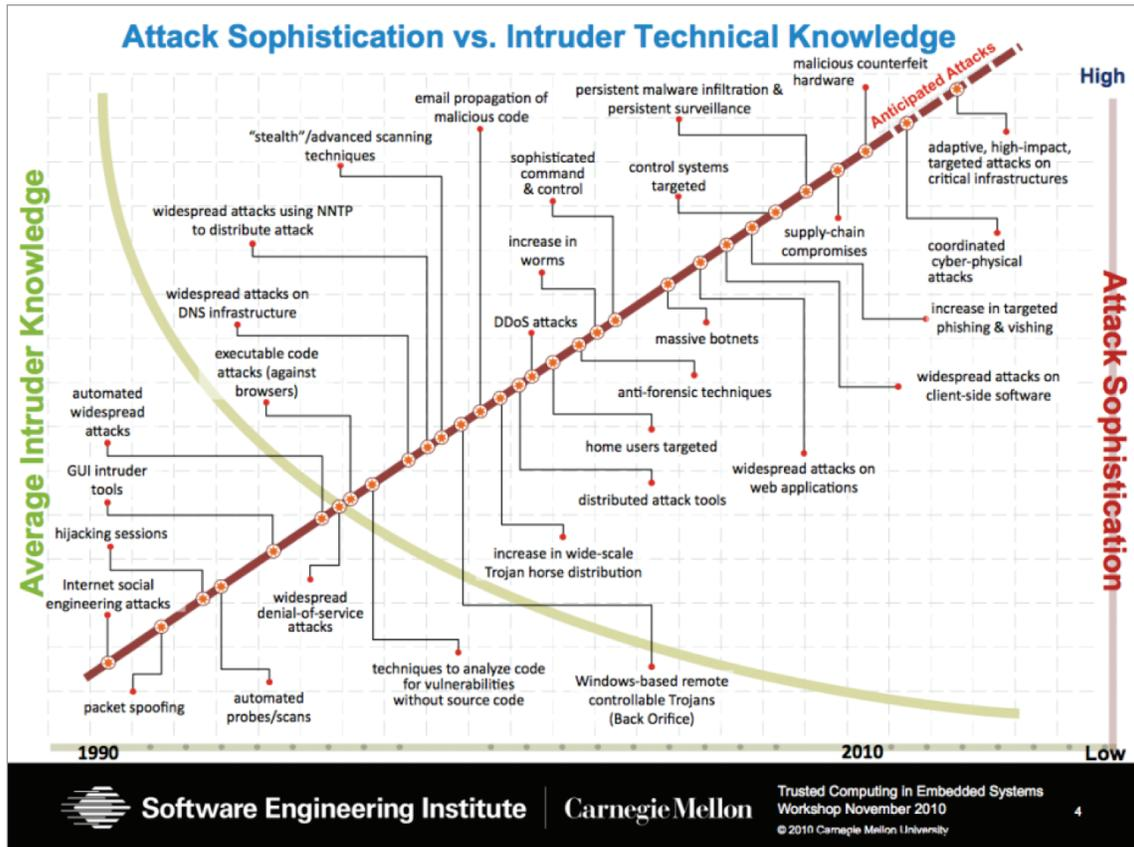 Attack Sophistication vs. Intruder Technical Knowledge
High
Average Intruder Knowledge
Attack Sophistication
Anticipated Attacks
malicious counterfeit
hardware
persistent malware infiltration &
persistent surveillance
email propagation of
malicious code
"stealth"/advanced scanning
techniques
sophisticated
command
& control
control systems
targeted
adaptive, high-impact,
targeted attacks on
critical infrastructures
widespread attacks using NNTP
to distribute attack
increase in
worms
supply-chain
compromises
coordinated
cyber-physical
attacks
widespread attacks on
DNS infrastructure
DDoS attacks
massive botnets
increase in targeted
phishing & vishing
executable code
attacks (against
browsers)
anti-forensic techniques
widespread attacks on
client-side software
automated
widespread
attacks
home users targeted
GUI intruder
tools
distributed attack tools
widespread attacks on
web applications
hijacking sessions
increase in wide-scale
Trojan horse distribution
Internet social
engineering attacks
widespread
denial-of-service
attacks
techniques to analyze code
for vulnerabilities
without source code
Windows-based remote
controllable Trojans
(Back Orifice)
packet spoofing
automated
probes/scans
1990
2010
Low
Software Engineering Institute
Carnegie Mellon
Trusted Computing in Embedded Systems
Workshop November 2010
© 2010 Carnegie Mellon University
4